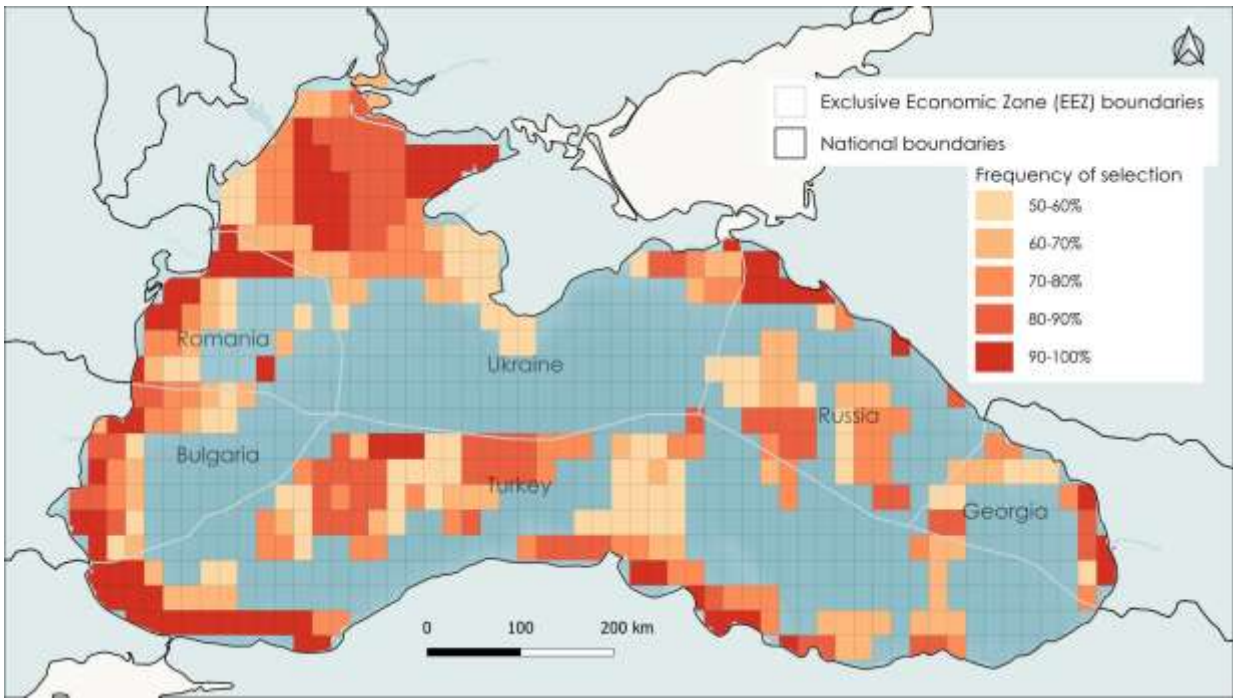 Exclusive Economic Zone (EEZ) boundaries
National boundaries
Frequency of selection
50-60%
60-70%
70-80%
80-90%
90-100%
Romania
Ukraine
Russia
Bulgaria
Turkey
Georgia
0 100 200 km